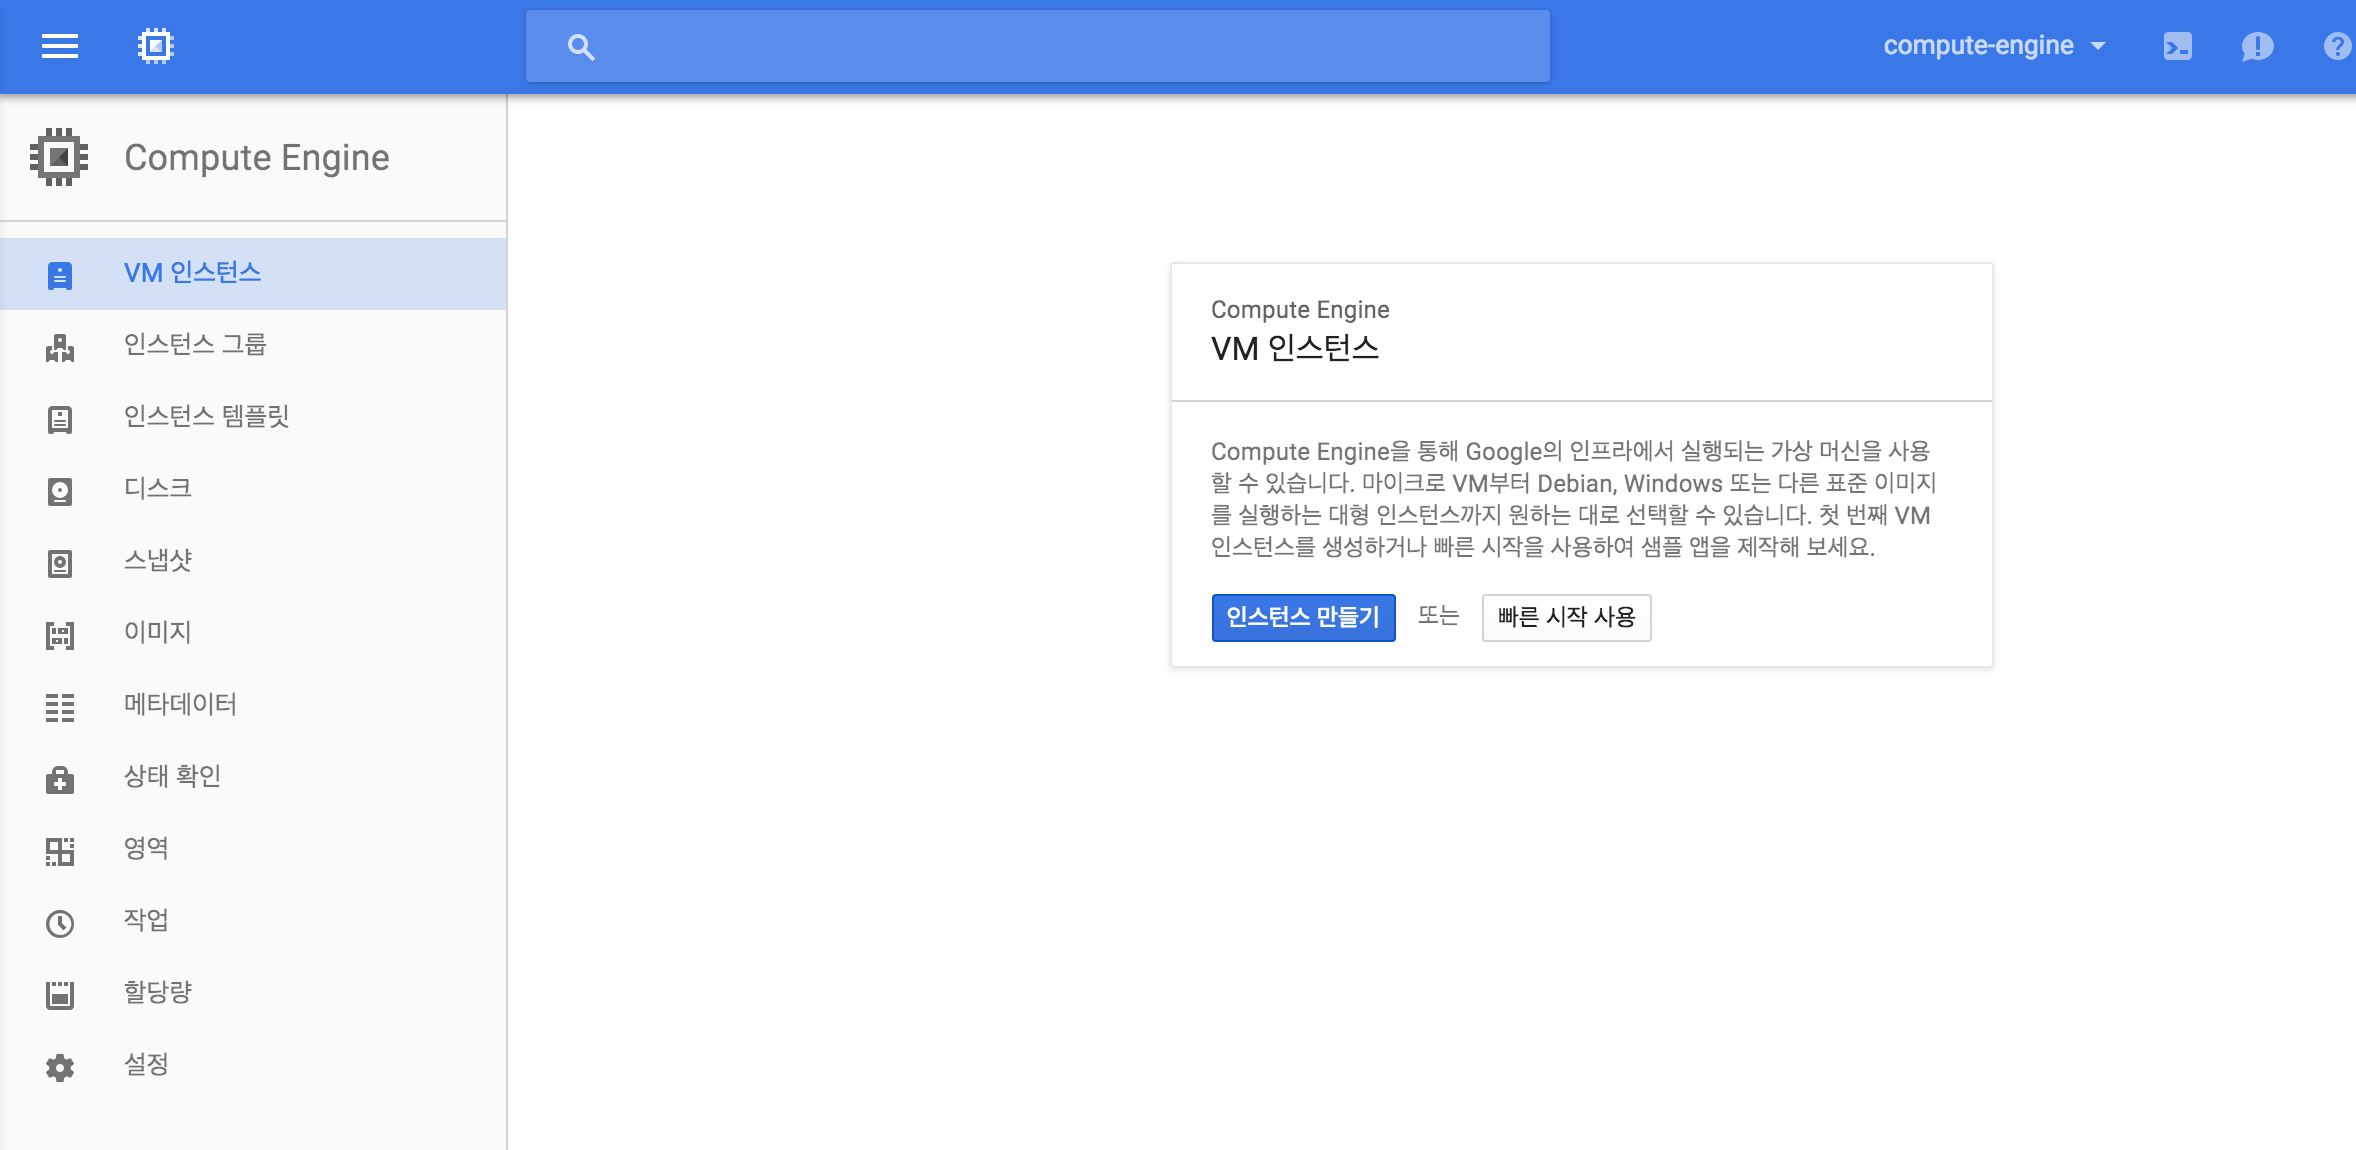 compute-engine
Compute Engine
VM 인스턴스
인스턴스 그룹
인스턴스 템플릿
디스크
스냅샷
이미지
메타데이터
상태 확인
영역
작업
할당량
설정
Compute Engine
VM 인스턴스
Compute Engine을 통해 Google의 인프라에서 실행되는 가상 머신을 사용
할 수 있습니다. 마이크로 VM부터 Debian, Windows 또는 다른 표준 이미지
를 실행하는 대형 인스턴스까지 원하는 대로 선택할 수 있습니다. 첫 번째 VM
인스턴스를 생성하거나 빠른 시작을 사용하여 샘플 앱을 제작해 보세요.
인스턴스 만들기 또는 빠른 시작 사용